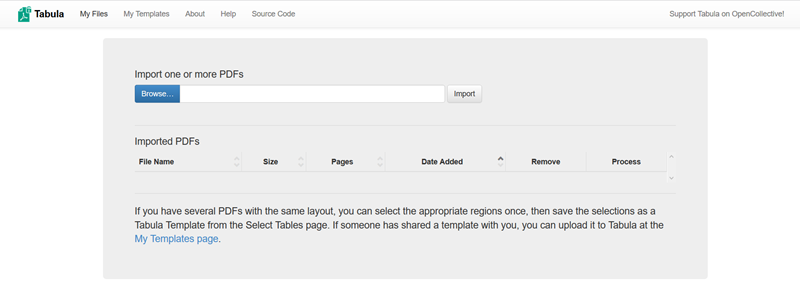 Tabula My Files My Templates About Help Source Code Support Tabula on OpenCollective!
Import one or more PDFs
Browse... Import
Imported PDFs
File Name Size Pages Date Added Remove Process
If you have several PDFs with the same layout, you can select the appropriate regions once, then save the selections as a
Tabula Template from the Select Tables page. If someone has shared a template with you, you can upload it to Tabula at the
My Templates page.